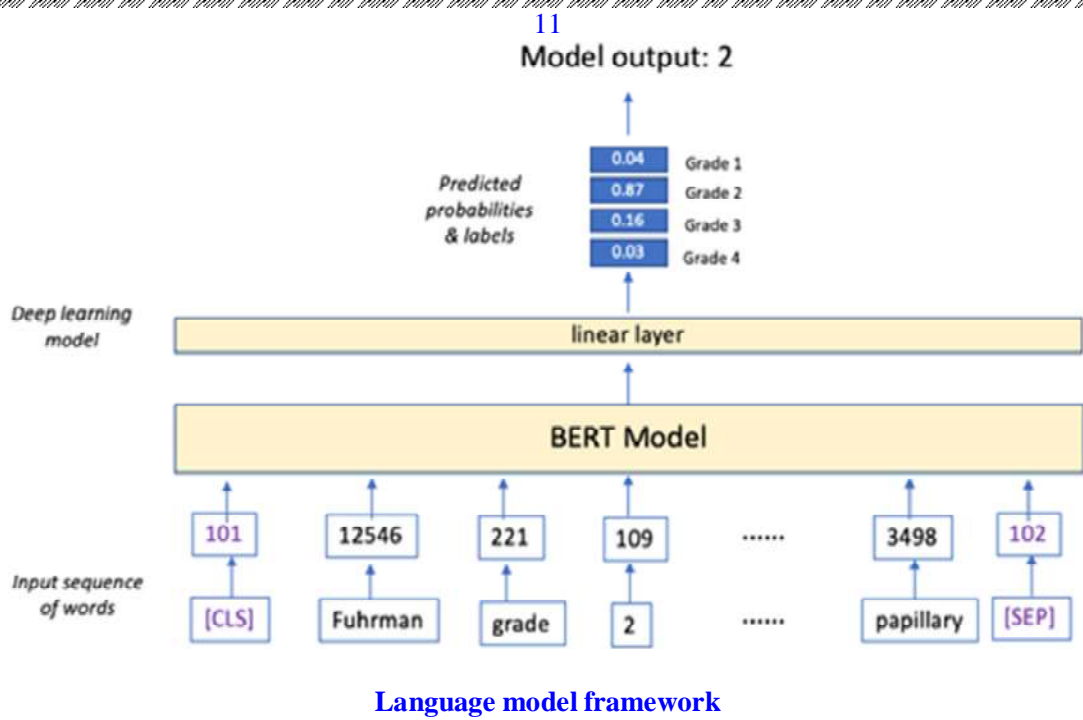 11
Model output: 2
0.04 Grade 1
Predicted probabilities & labels
0.87 Grade 2
0.16 Grade 3
0.03 Grade 4
Deep learning model
linear layer
BERT Model
101 12546 221 109 ...... 3498 102
Input sequence of words
[CLS] Fuhrman grade 2 ...... papillary [SEP]
Language model framework